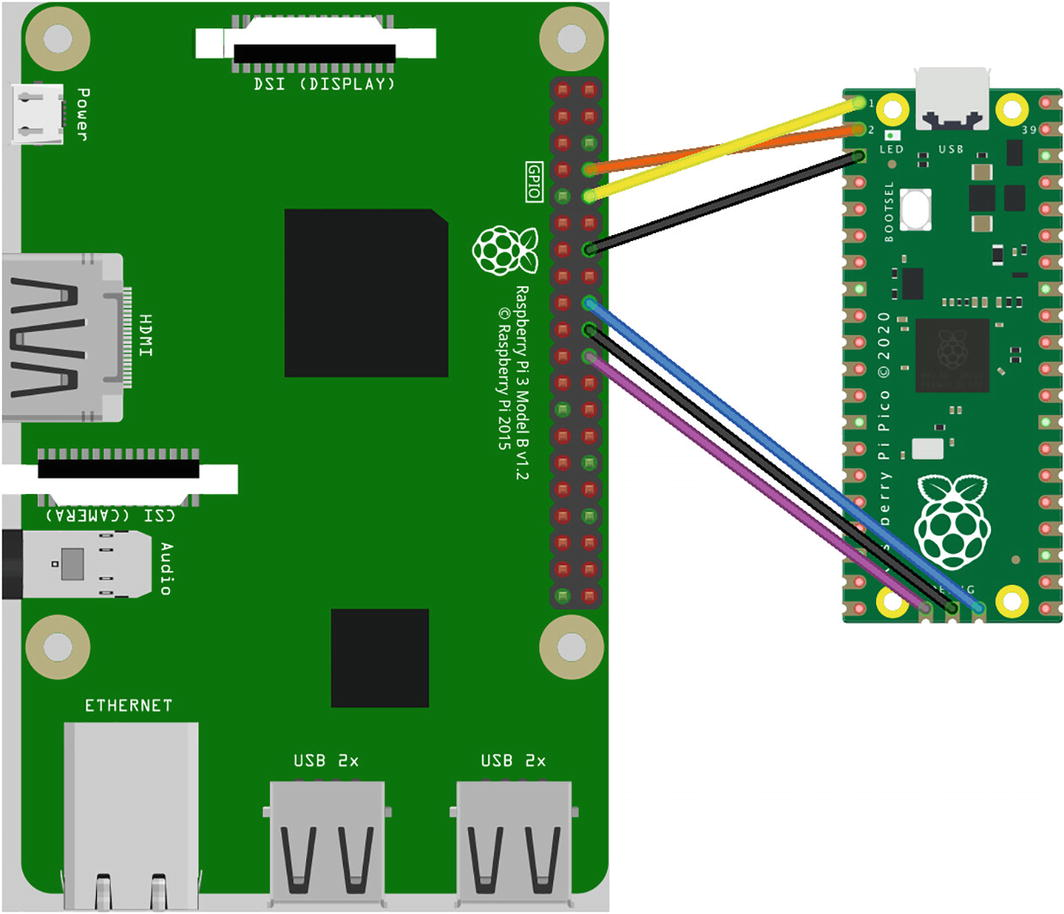 DSI (DISPLAY)
Power
GPIO
HDMI
Raspberry Pi 3 Model B v1.2
© Raspberry Pi 2015
CSI (CAMERA)
Audio
ETHERNET
USB 2x
USB 2x
1
2
39
LED
USB
BOOTSEL
Pi Pico ©2020